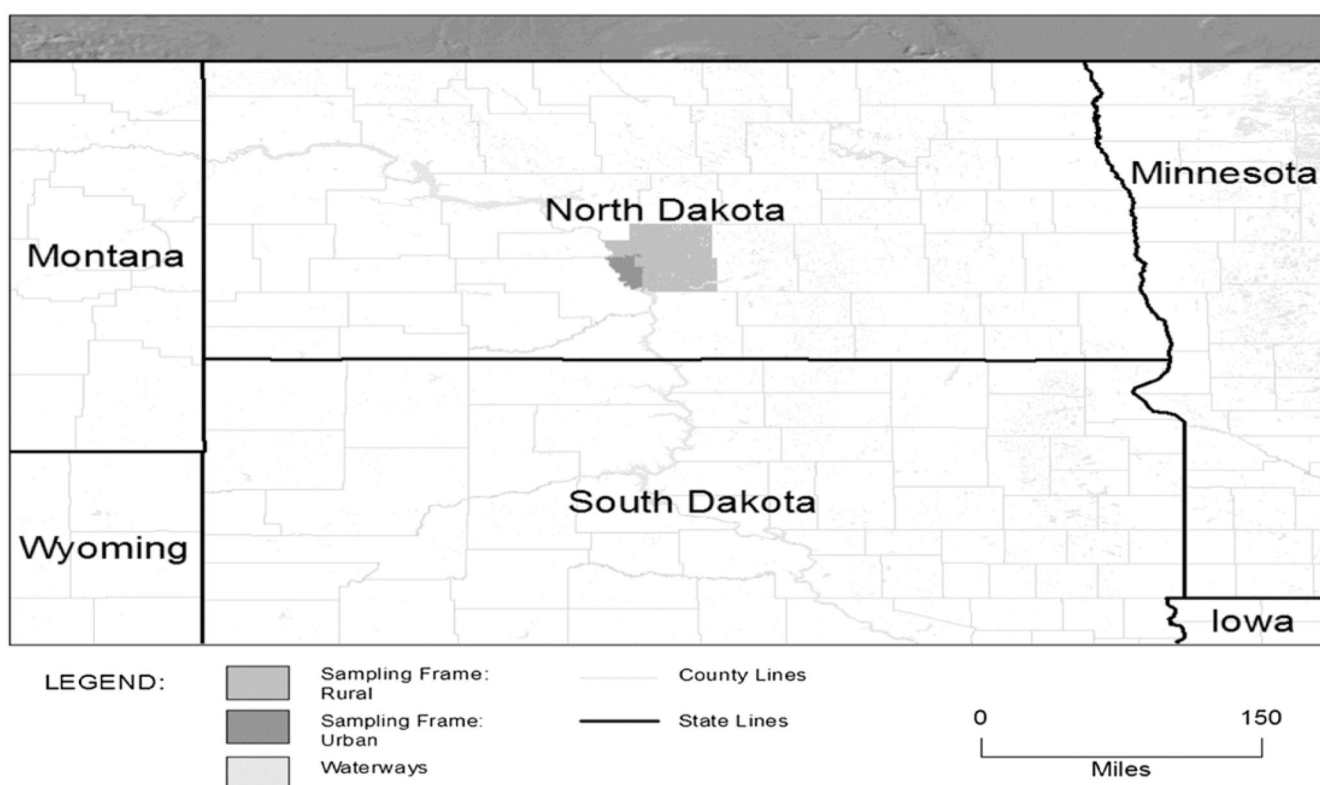 Minnesota
North Dakota
Montana
South Dakota
Wyoming
Iowa
LEGEND:
Sampling Frame:
Rural
Sampling Frame:
Urban
Waterways
County Lines
State Lines
0 150
Miles